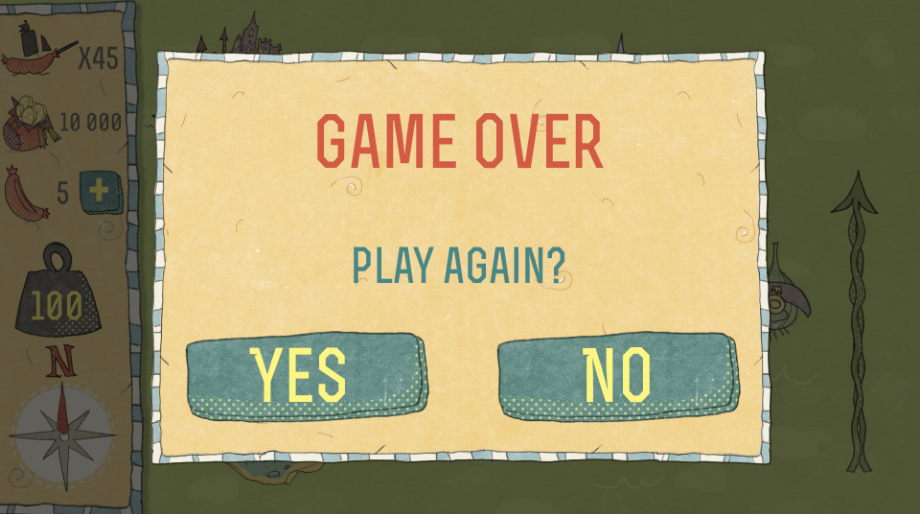 X45
10 000
5 +
100
N
GAME OVER
PLAY AGAIN?
YES NO